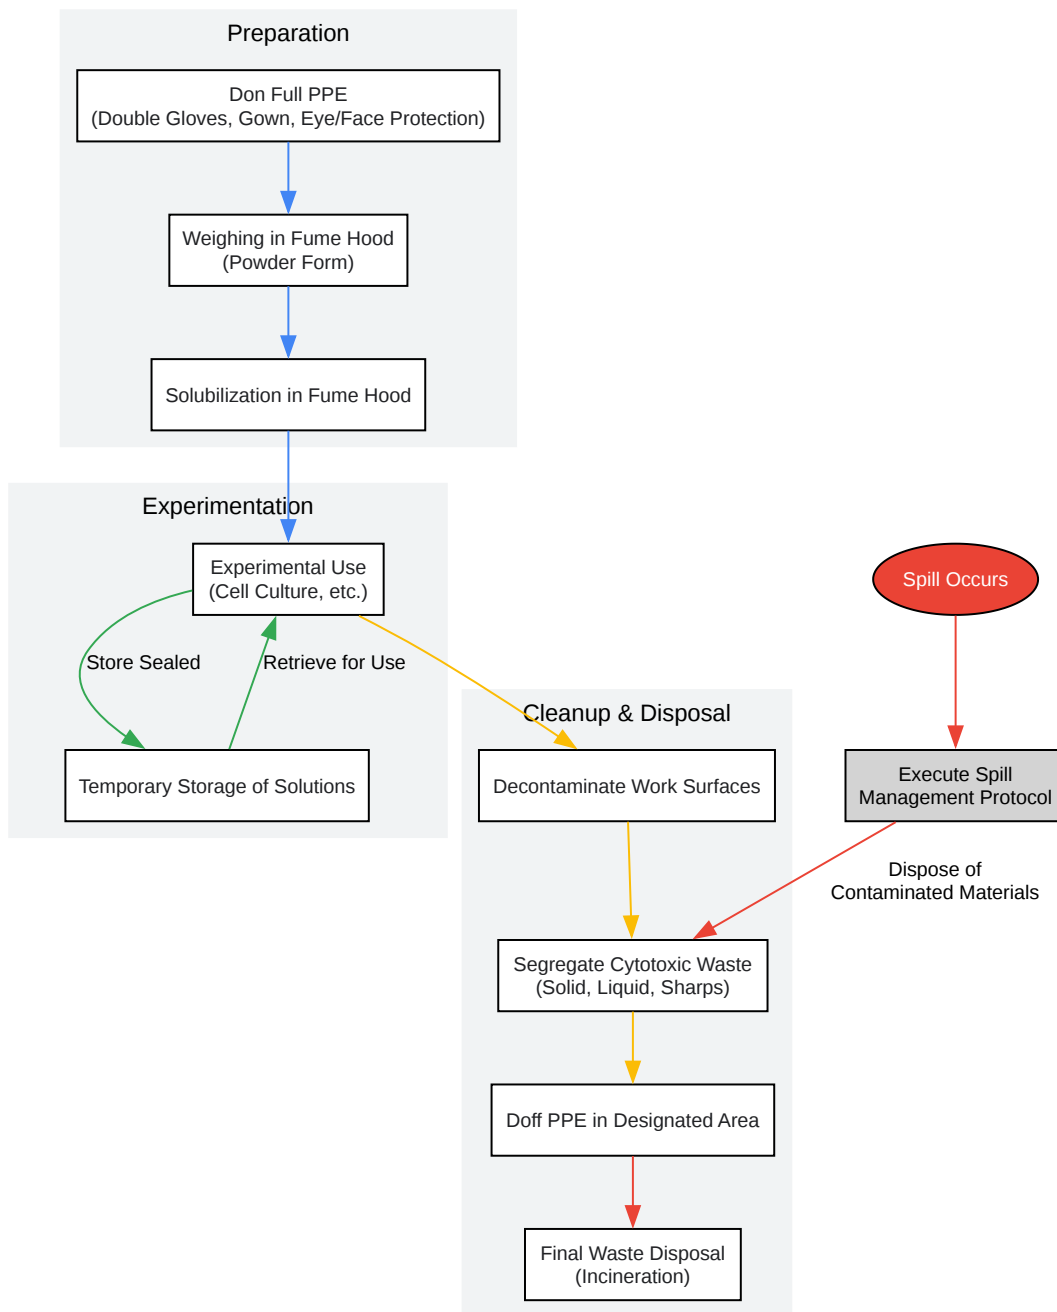 Preparation
Don Full PPE
(Double Gloves, Gown, Eye/Face Protection)
Weighing in Fume Hood
(Powder Form)
Solubilization in Fume Hood
Experimentation
Experimental Use
(Cell Culture, etc.)
Store Sealed
Retrieve for Use
Temporary Storage of Solutions
Spill Occurs
Execute Spill
Management Protocol
Dispose of
Contaminated Materials
Cleanup & Disposal
Decontaminate Work Surfaces
Segregate Cytotoxic Waste
(Solid, Liquid, Sharps)
Doff PPE in Designated Area
Final Waste Disposal
(Incineration)